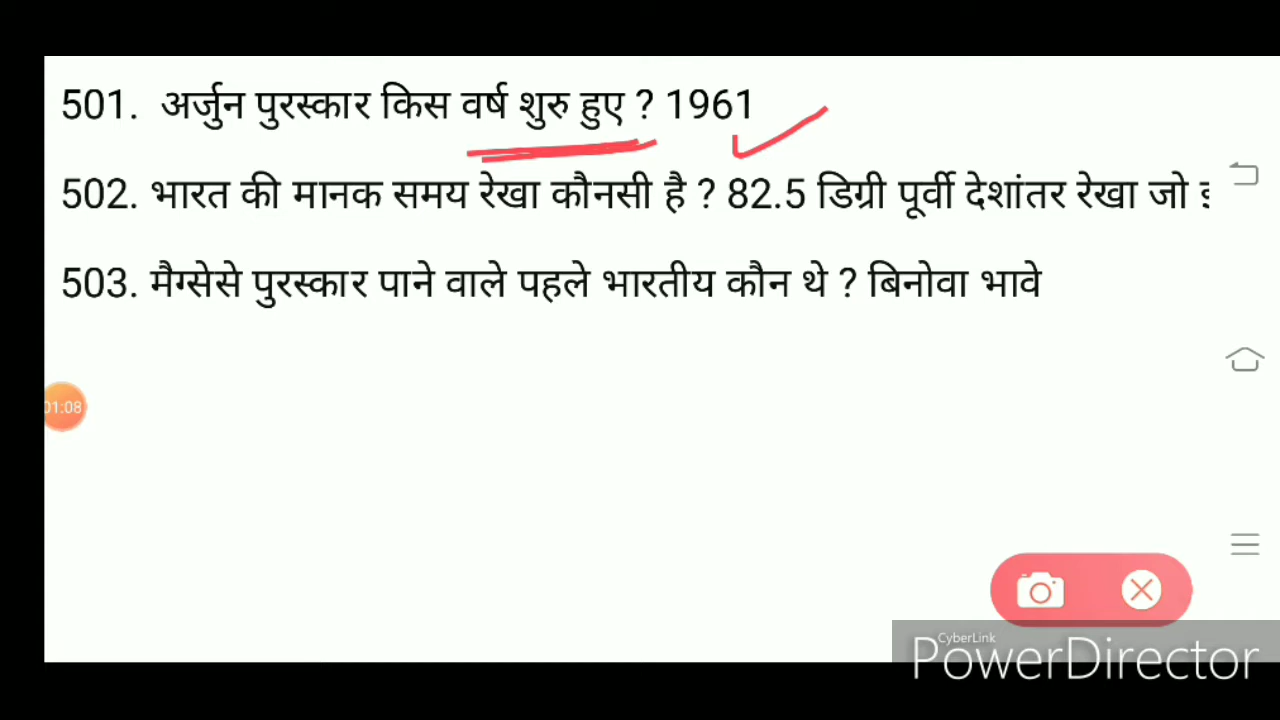 501. अर्जुन पुरस्कार किस वर्ष शुरु हुए ? 1961
502. भारत की मानक समय रेखा कौनसी है ? 82.5 डिग्री पूर्वी देशांतर रेखा जो
503. मैग्सेसे पुरस्कार पाने वाले पहले भारतीय कौन थे ? बिनोवा भावे
01:08
CyberLink
PowerDirector